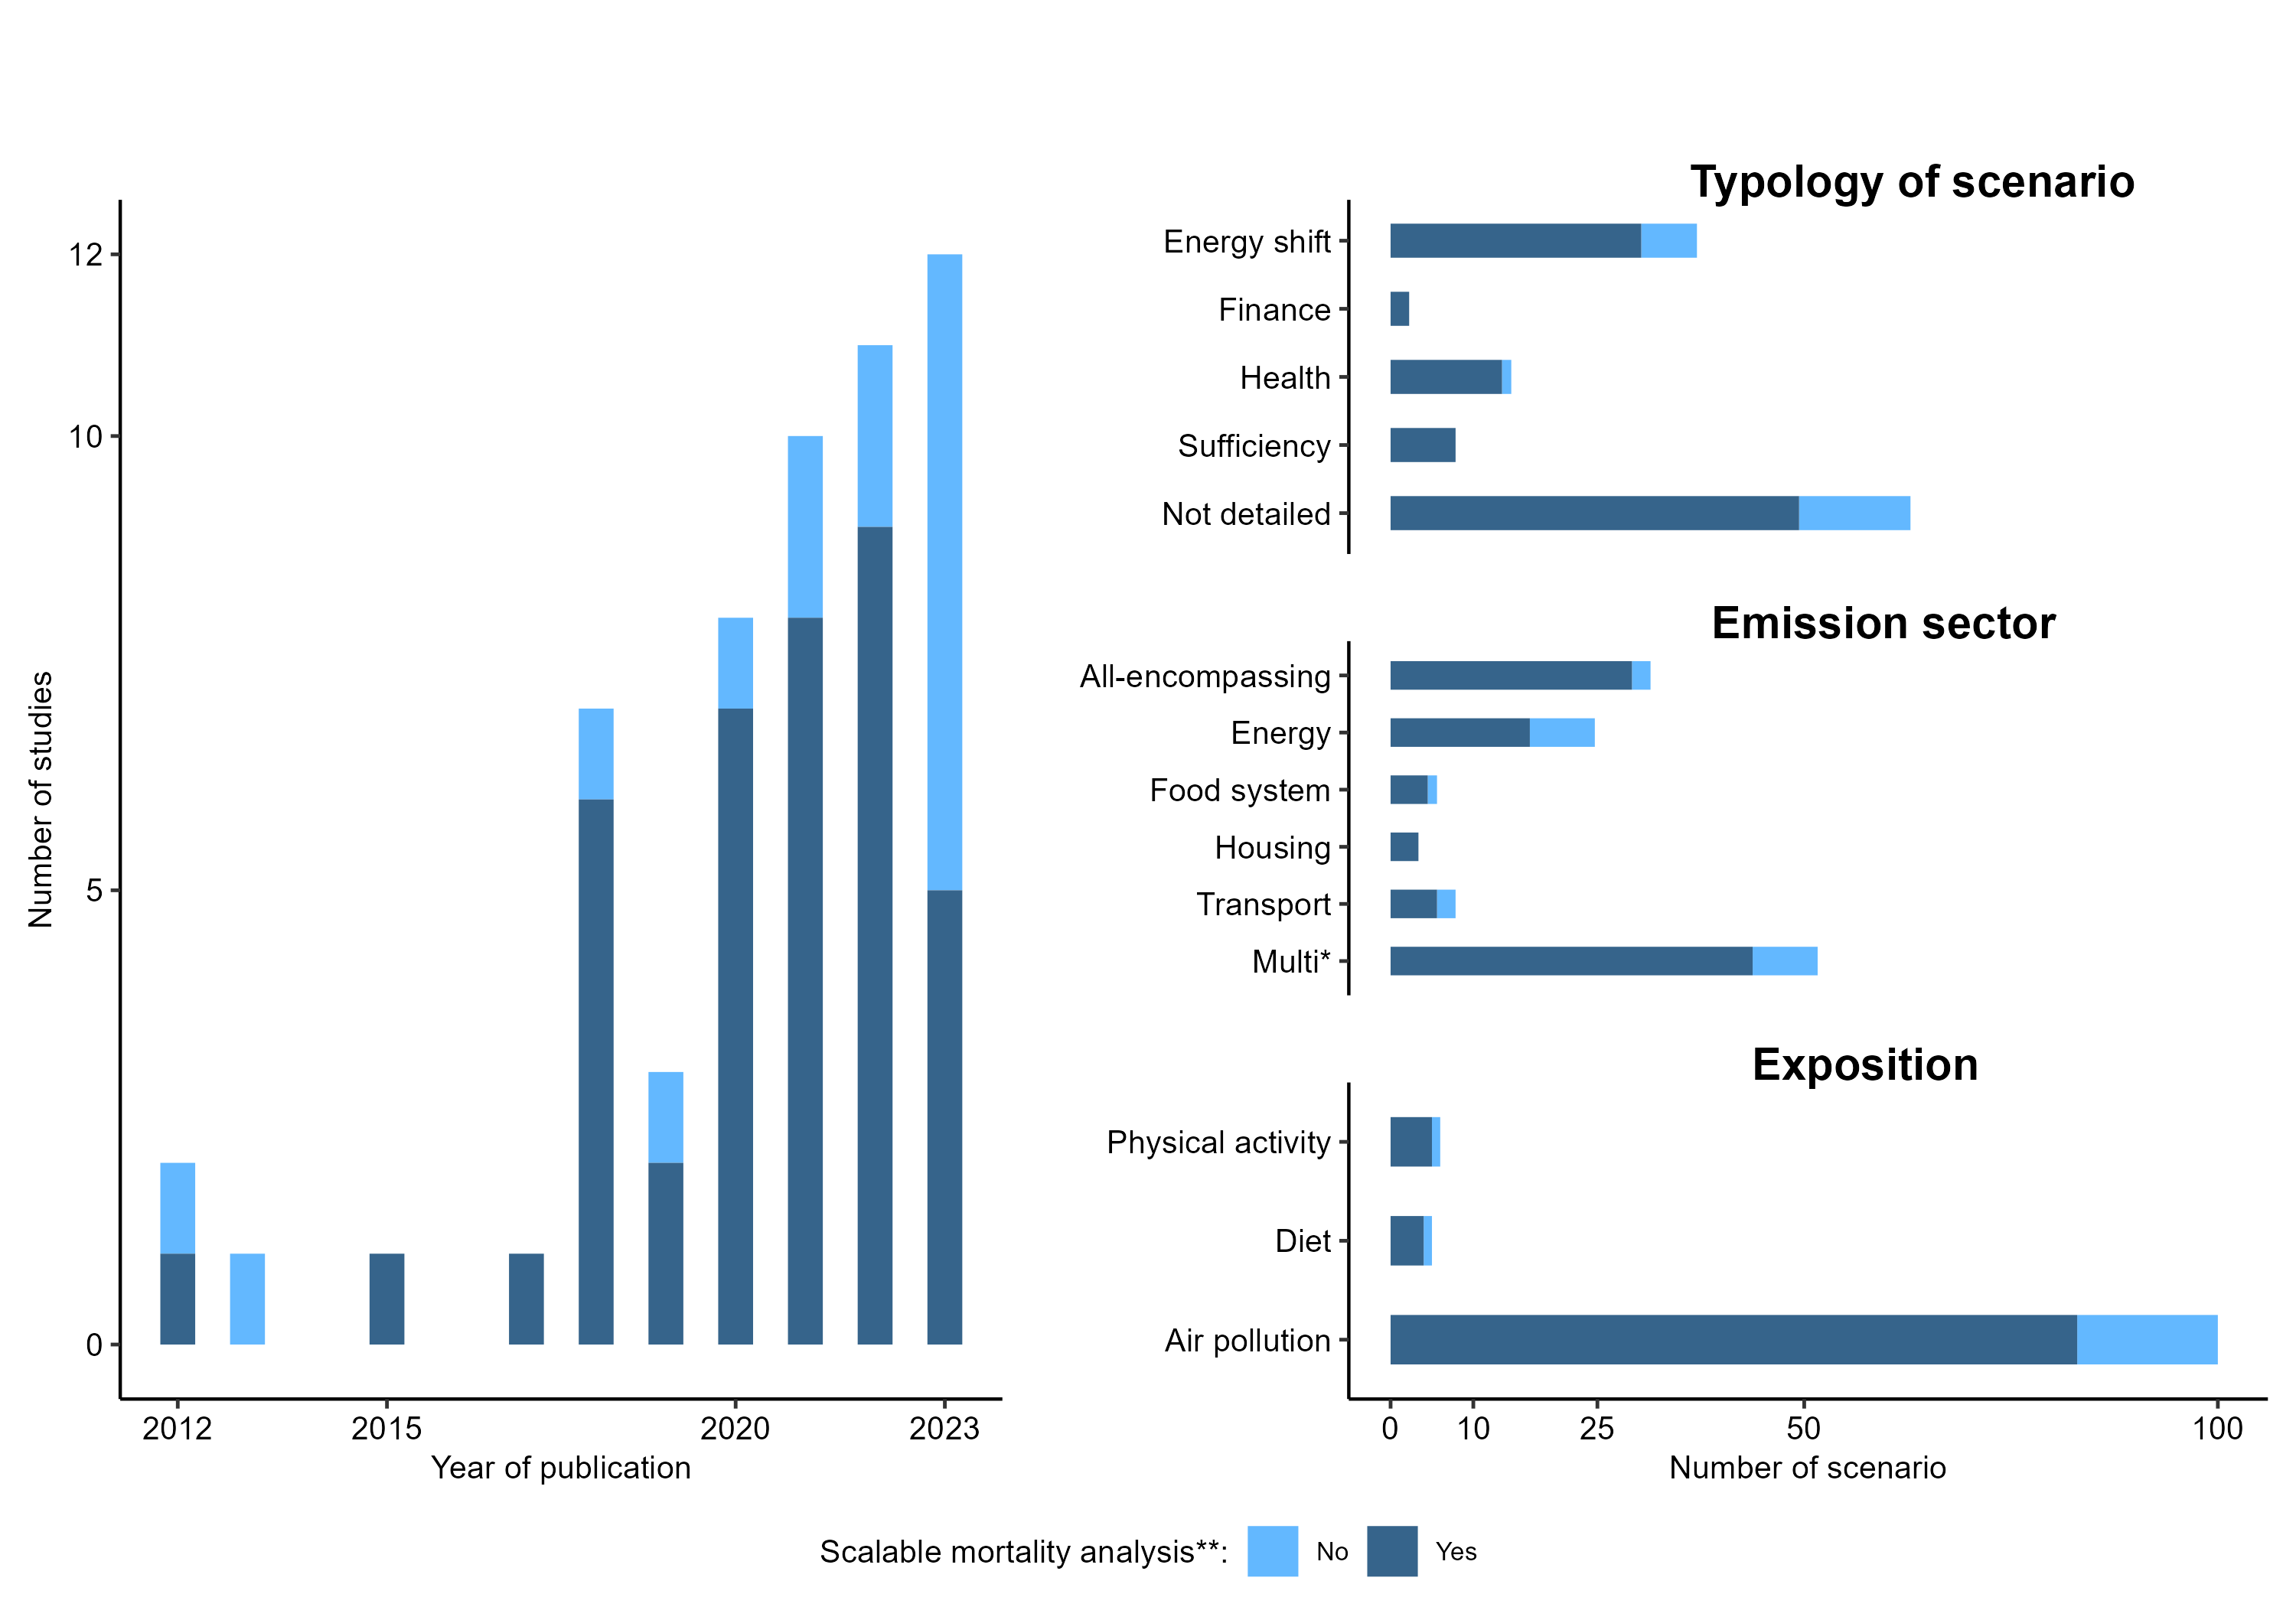 12
10
5
0
Number of studies
2012 2015 2020 2023
Year of publication
Typology of scenario
Energy shift
Finance
Health
Sufficiency
Not detailed
Emission sector
All-encompassing
Energy
Food system
Housing
Transport
Multi*
Exposition
Physical activity
Diet
Air pollution
0 10 25 50 100
Number of scenario
Scalable mortality analysis**: No Yes